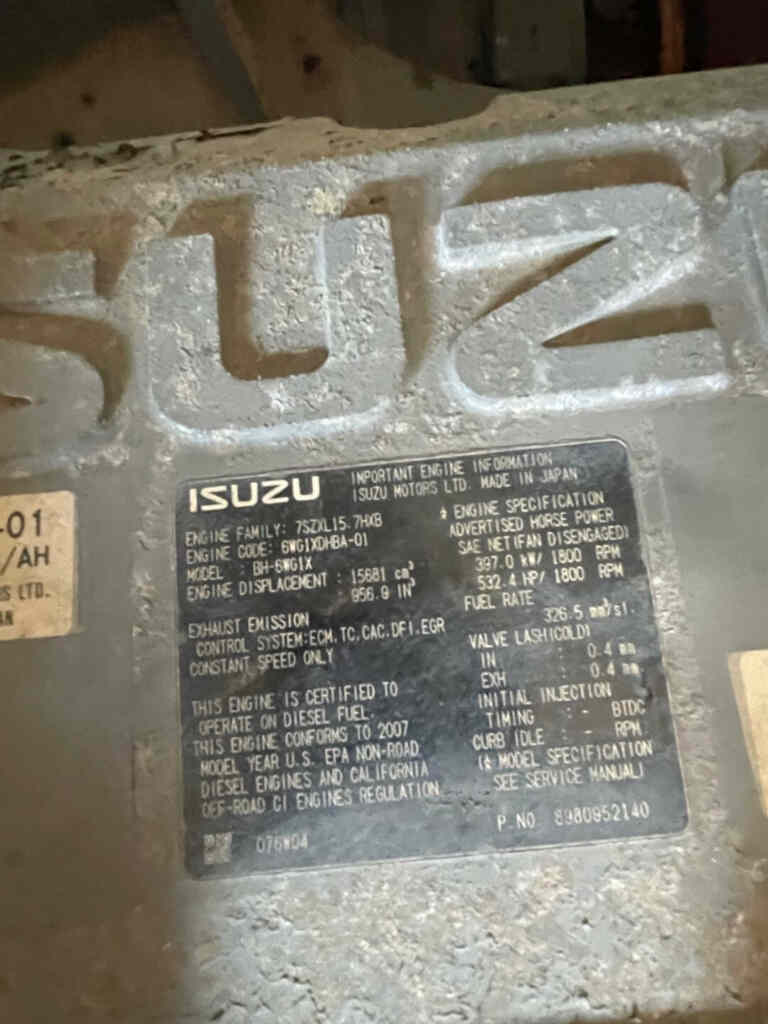 SUZU
-01
/AH
RS LTD.
AN
ISUZU
INPORTANT ENGINE INFORMATION
ISUZU MOTORS LTD. MADE IN JAPAN
ENGINE FAMILY: 7SZXL15.7HXB
ENGINE CODE: 6WG1XDHBA-01
MODEL : BH-6WG1X
ENGINE DISPLACEMENT : 15681 cm³
: 956.9 IN³
EXHAUST EMISSION
CONTROL SYSTEM:ECM,TC,CAC,DFI,EGR
CONSTANT SPEED ONLY
THIS ENGINE IS CERTIFIED TO
OPERATE ON DIESEL FUEL.
THIS ENGINE CONFORMS TO 2007
MODEL YEAR U.S. EPA NON-ROAD
DIESEL ENGINES AND CALIFORNIA
OFF-ROAD CI ENGINES REGULATION.
076W04
ENGINE SPECIFICATION
ADVERTISED HORSE POWER
SAE NET(FAN DISENGAGED)
397.0 kW/ 1800 RPM
532.4 HP/ 1800 RPM
FUEL RATE
326.5 mm³/st.
VALVE LASH(COLD)
IN : 0.4 mm
EXH : 0.4 mm
INITIAL INJECTION
TIMING : - BTDC
CURB IDLE : - RPM
(* MODEL SPECIFICATION
SEE SERVICE MANUAL)
P.NO 8980952140